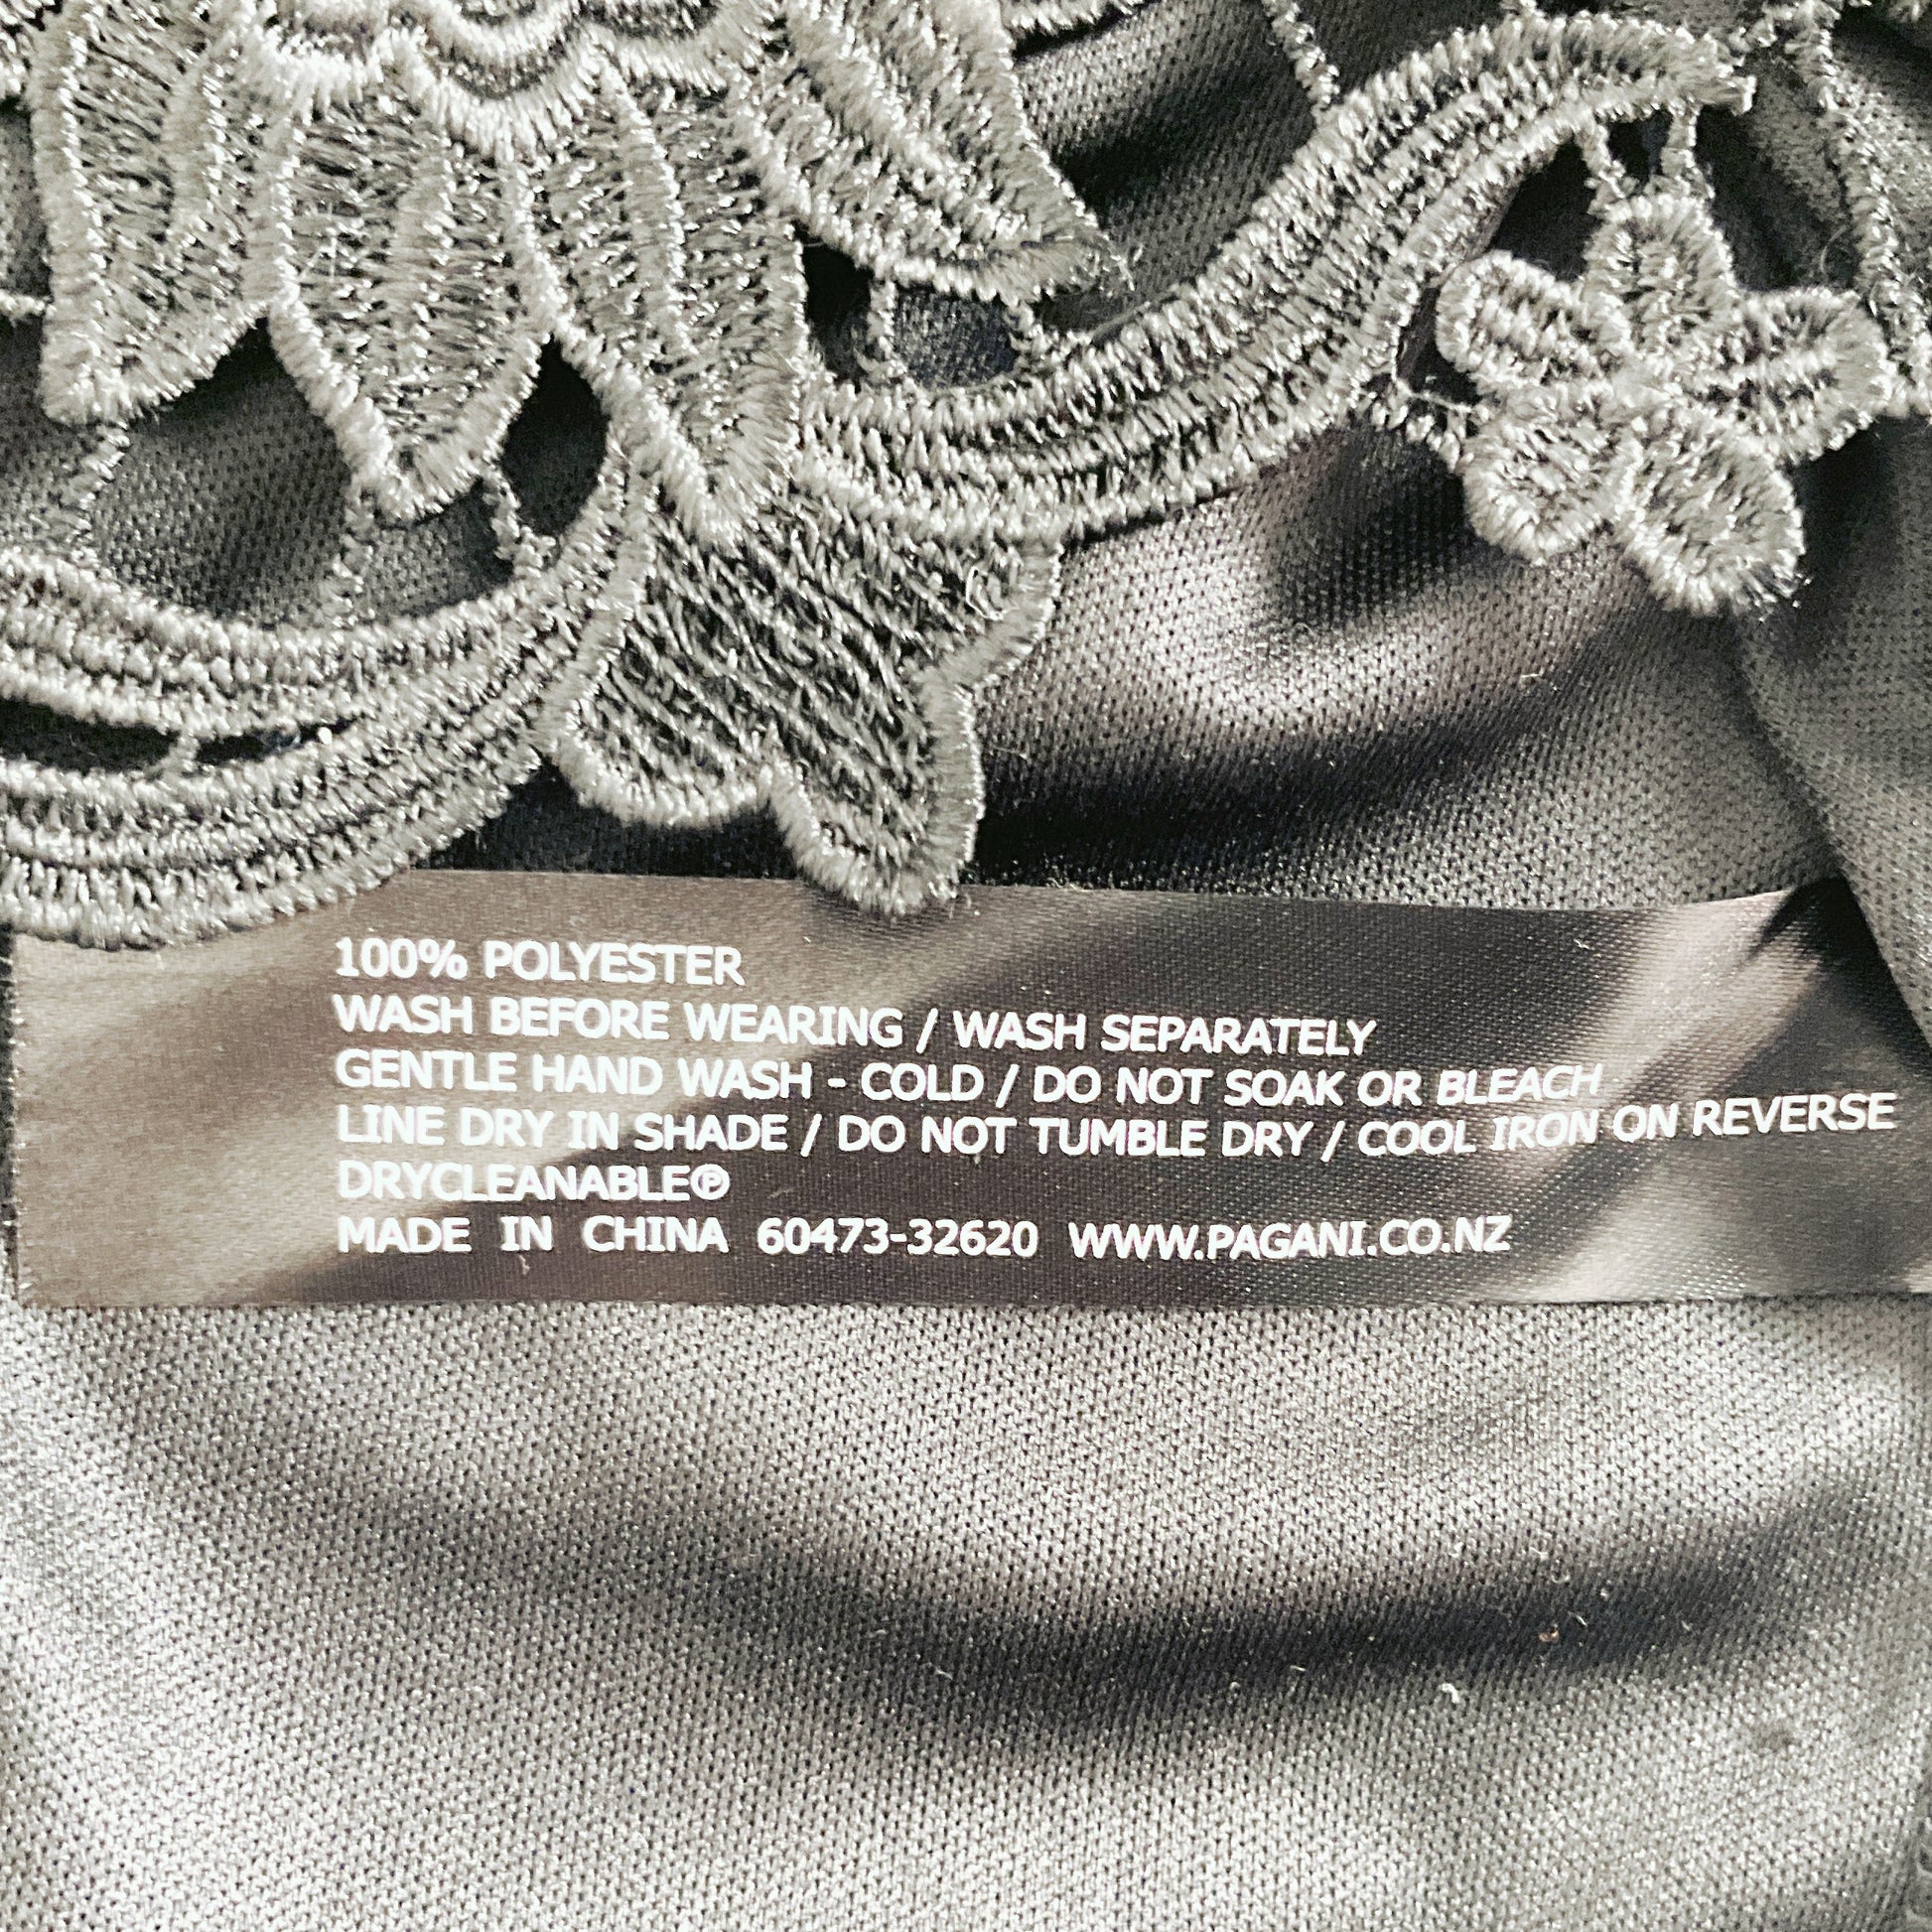 100% POLYESTER
WASH BEFORE WEARING / WASH SEPARATELY
GENTLE HAND WASH - COLD / DO NOT SOAK OR BLEACH
LINE DRY IN SHADE / DO NOT TUMBLE DRY / COOL IRON ON REVERSE
DRYCLEANABLEⓅ
MADE IN CHINA 60473-32620 WWW.PAGANI.CO.NZ